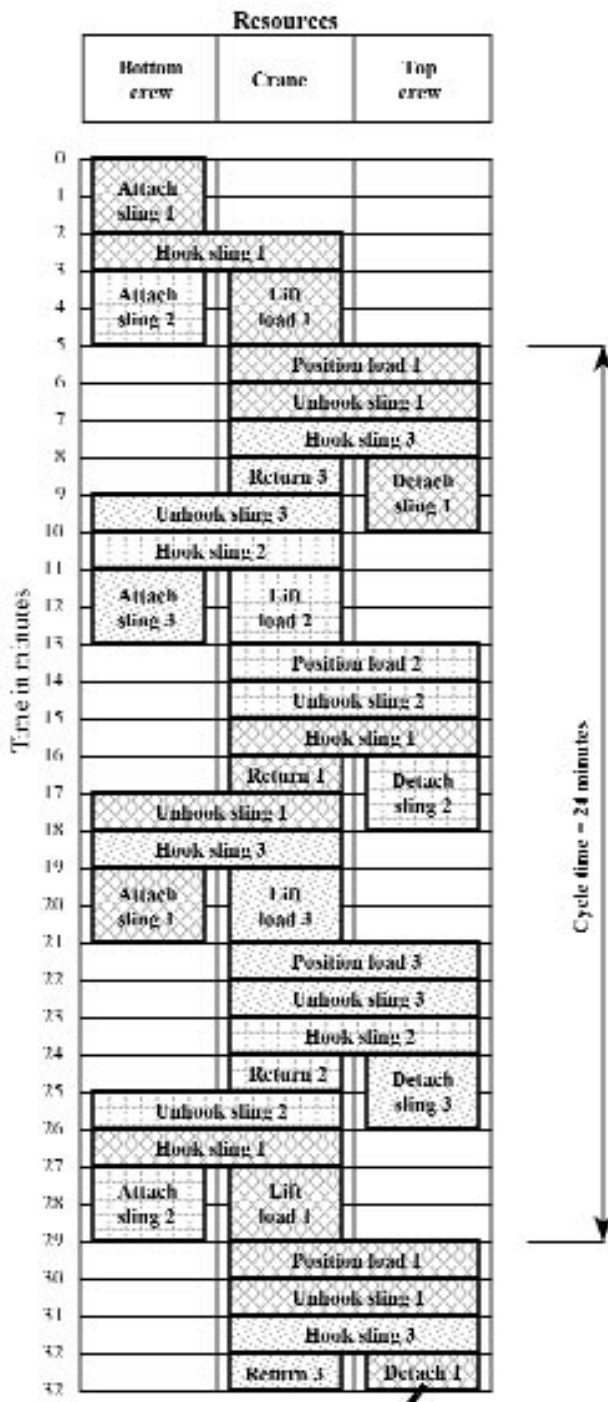 Resources
Bottom
crew
Crane
Top
crew
Time in minutes
0
1
2
3
4
5
6
7
8
9
10
11
12
13
14
15
16
17
18
19
20
21
22
23
24
25
26
27
28
29
30
31
32
32
Attach
sling 1
Hook sling 1
Attach
sling 2
Lift
load 1
Position load 1
Unhook sling 1
Hook sling 3
Return 3
Detach
sling 1
Unhook sling 3
Hook sling 2
Attach
sling 3
Lift
load 2
Position load 2
Unhook sling 2
Hook sling 1
Return 1
Detach
sling 2
Unhook sling 1
Hook sling 3
Attach
sling 1
Lift
load 3
Position load 3
Unhook sling 3
Hook sling 2
Return 2
Detach
sling 3
Unhook sling 2
Hook sling 1
Attach
sling 2
Lift
load 1
Position load 1
Unhook sling 1
Hook sling 3
Return 3
Detach 1
Cycle time = 24 minutes